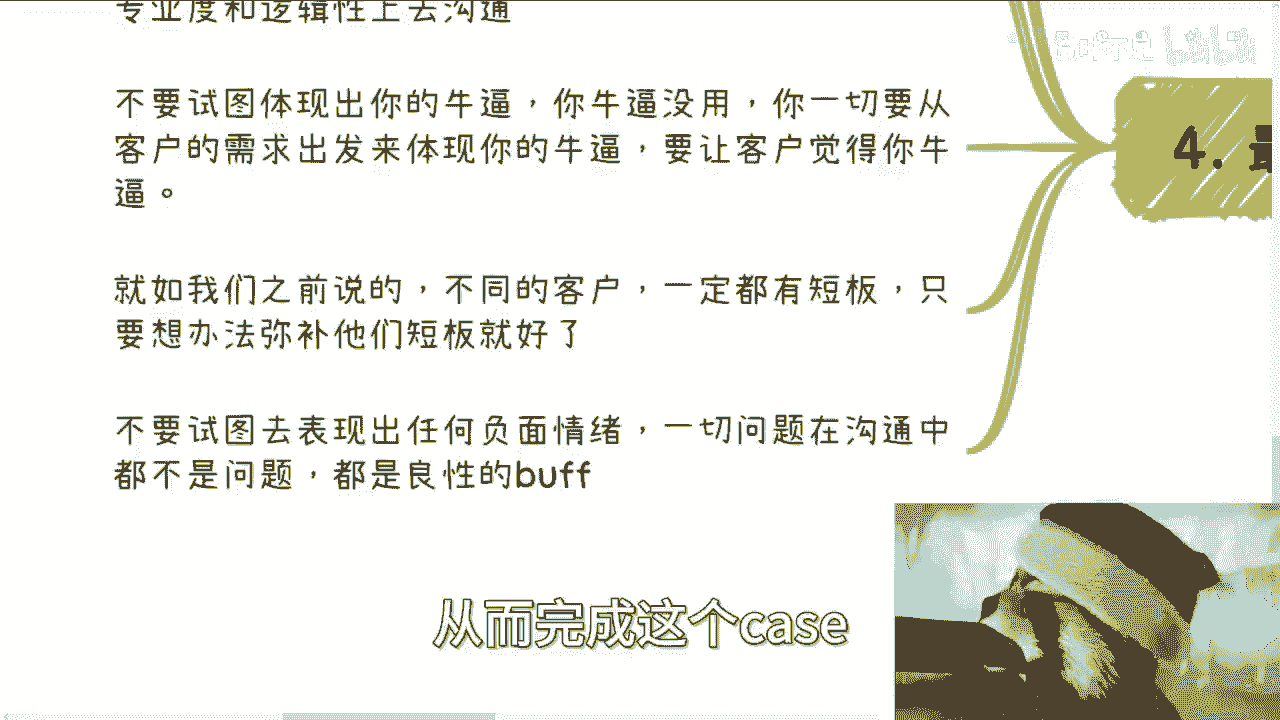 专业度和逻辑性上去沟通
不要试图体现出你的牛逼，你牛逼没用，你一切要从
客户的需求出发来体现你的牛逼，要让客户觉得你牛
逼。
就如我们之前说的，不同的客户，一定都有短板，只
要想办法弥补他们短板就好了
不要试图去表现出任何负面情绪，一切问题在沟通中
都不是问题，都是良性的buff
4.
从而完成这个case
bilibili